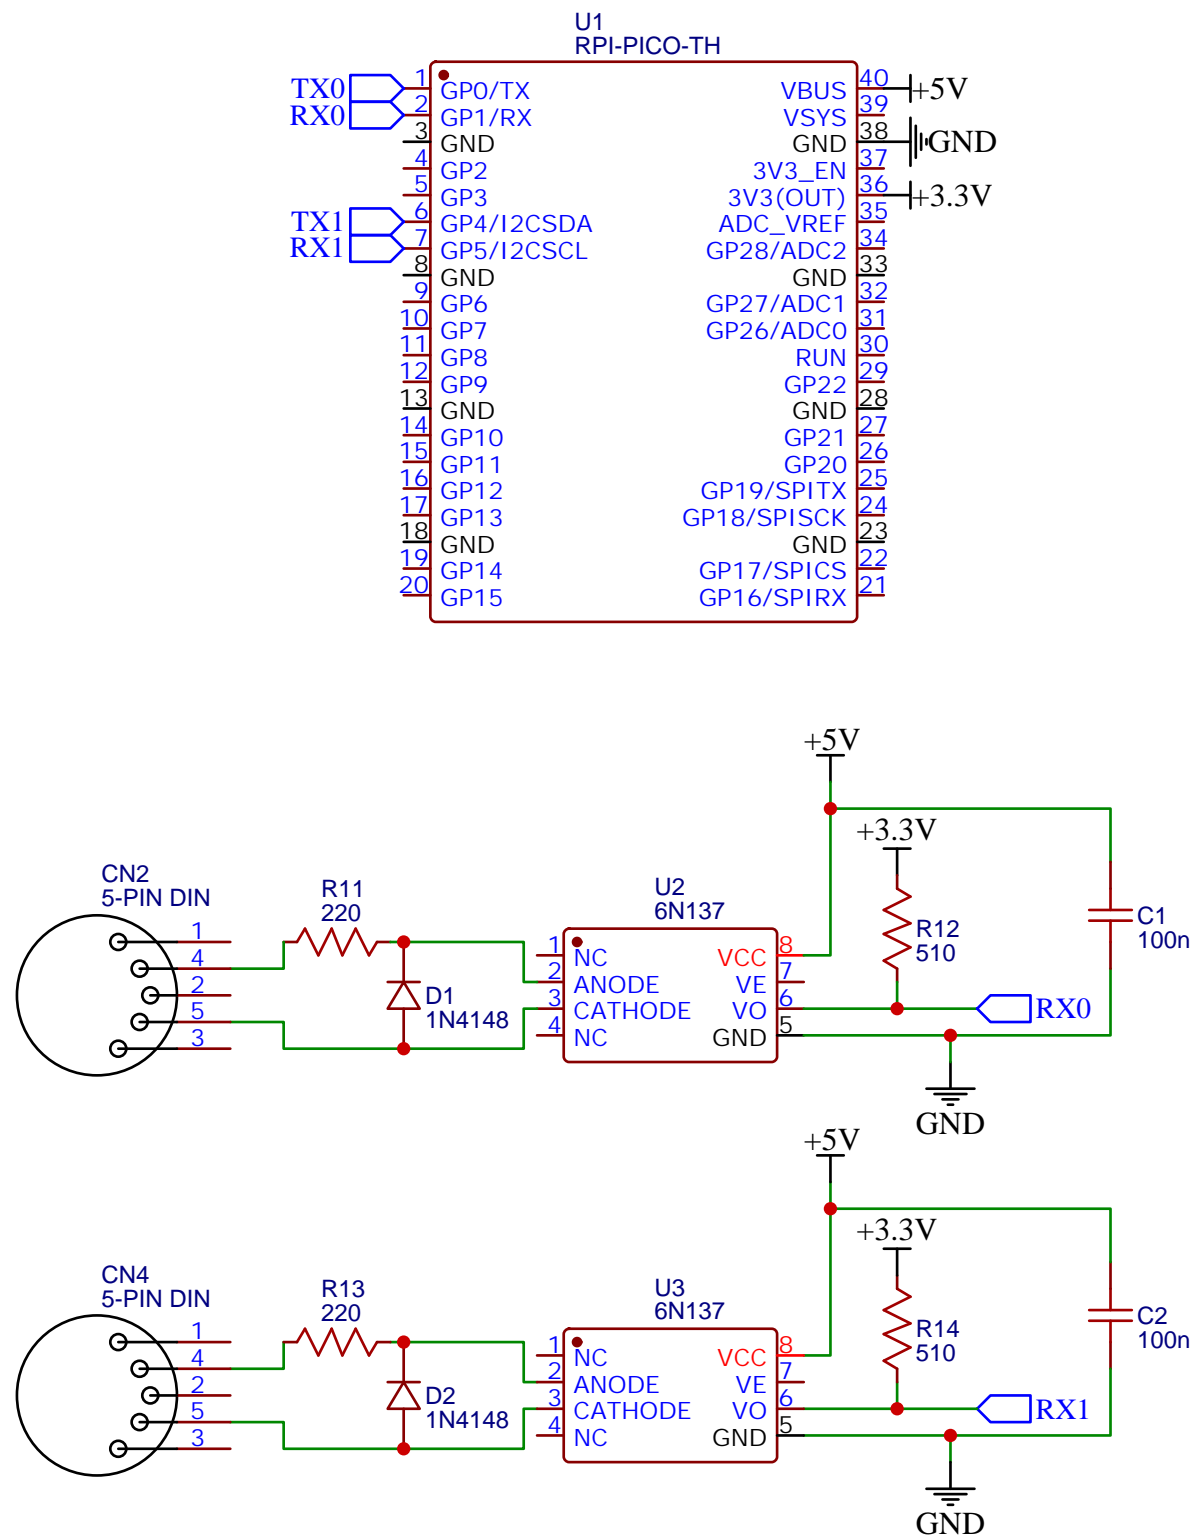 U1
RPI-PICO-TH
TX0 1 GP0/TX VBUS 40 +5V
RX0 2 GP1/RX VSYS 39
3 GND GND 38 GND
4 GP2 3V3_EN 37
5 GP3 3V3(OUT) 36 +3.3V
TX1 6 GP4/I2CSDA ADC_VREF 35
RX1 7 GP5/I2CSCL GP28/ADC2 34
8 GND GND 33
9 GP6 GP27/ADC1 32
10 GP7 GP26/ADC0 31
11 GP8 RUN 30
12 GP9 GP22 29
13 GND GND 28
14 GP10 GP21 27
15 GP11 GP20 26
16 GP12 GP19/SPITX 25
17 GP13 GP18/SPISCK 24
18 GND GND 23
19 GP14 GP17/SPICS 22
20 GP15 GP16/SPIRX 21
+5V
+3.3V
CN2
5-PIN DIN
1
4
2
5
3
R11
220
D1
1N4148
U2
6N137
1 NC VCC 8
2 ANODE VE 7
3 CATHODE VO 6
4 NC GND 5
R12
510
C1
100n
RX0
GND
+5V
+3.3V
CN4
5-PIN DIN
1
4
2
5
3
R13
220
D2
1N4148
U3
6N137
1 NC VCC 8
2 ANODE VE 7
3 CATHODE VO 6
4 NC GND 5
R14
510
C2
100n
RX1
GND